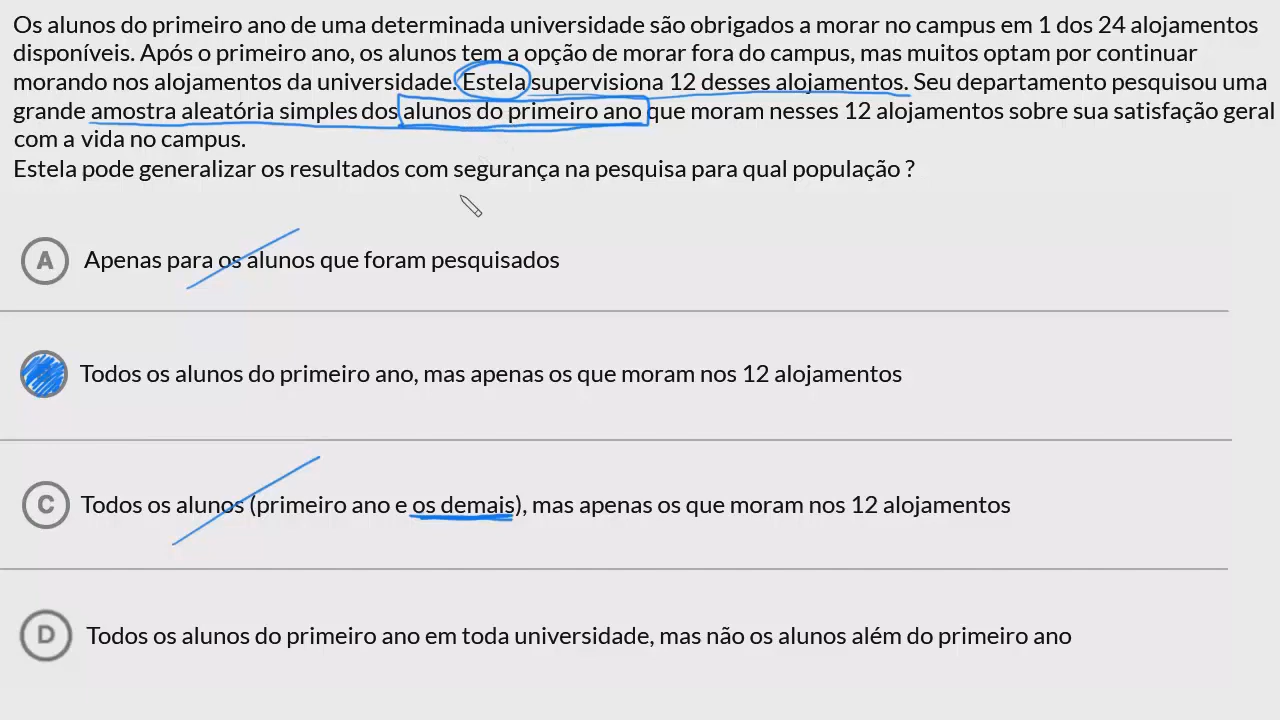 Os alunos do primeiro ano de uma determinada universidade são obrigados a morar no campus em 1 dos 24 alojamentos
disponíveis. Após o primeiro ano, os alunos tem a opção de morar fora do campus, mas muitos optam por continuar
morando nos alojamentos da universidade. Estela supervisiona 12 desses alojamentos. Seu departamento pesquisou uma
grande amostra aleatória simples dos alunos do primeiro ano que moram nesses 12 alojamentos sobre sua satisfação geral
com a vida no campus.
Estela pode generalizar os resultados com segurança na pesquisa para qual população ?
A Apenas para os alunos que foram pesquisados
Todos os alunos do primeiro ano, mas apenas os que moram nos 12 alojamentos
C Todos os alunos (primeiro ano e os demais), mas apenas os que moram nos 12 alojamentos
D Todos os alunos do primeiro ano em toda universidade, mas não os alunos além do primeiro ano